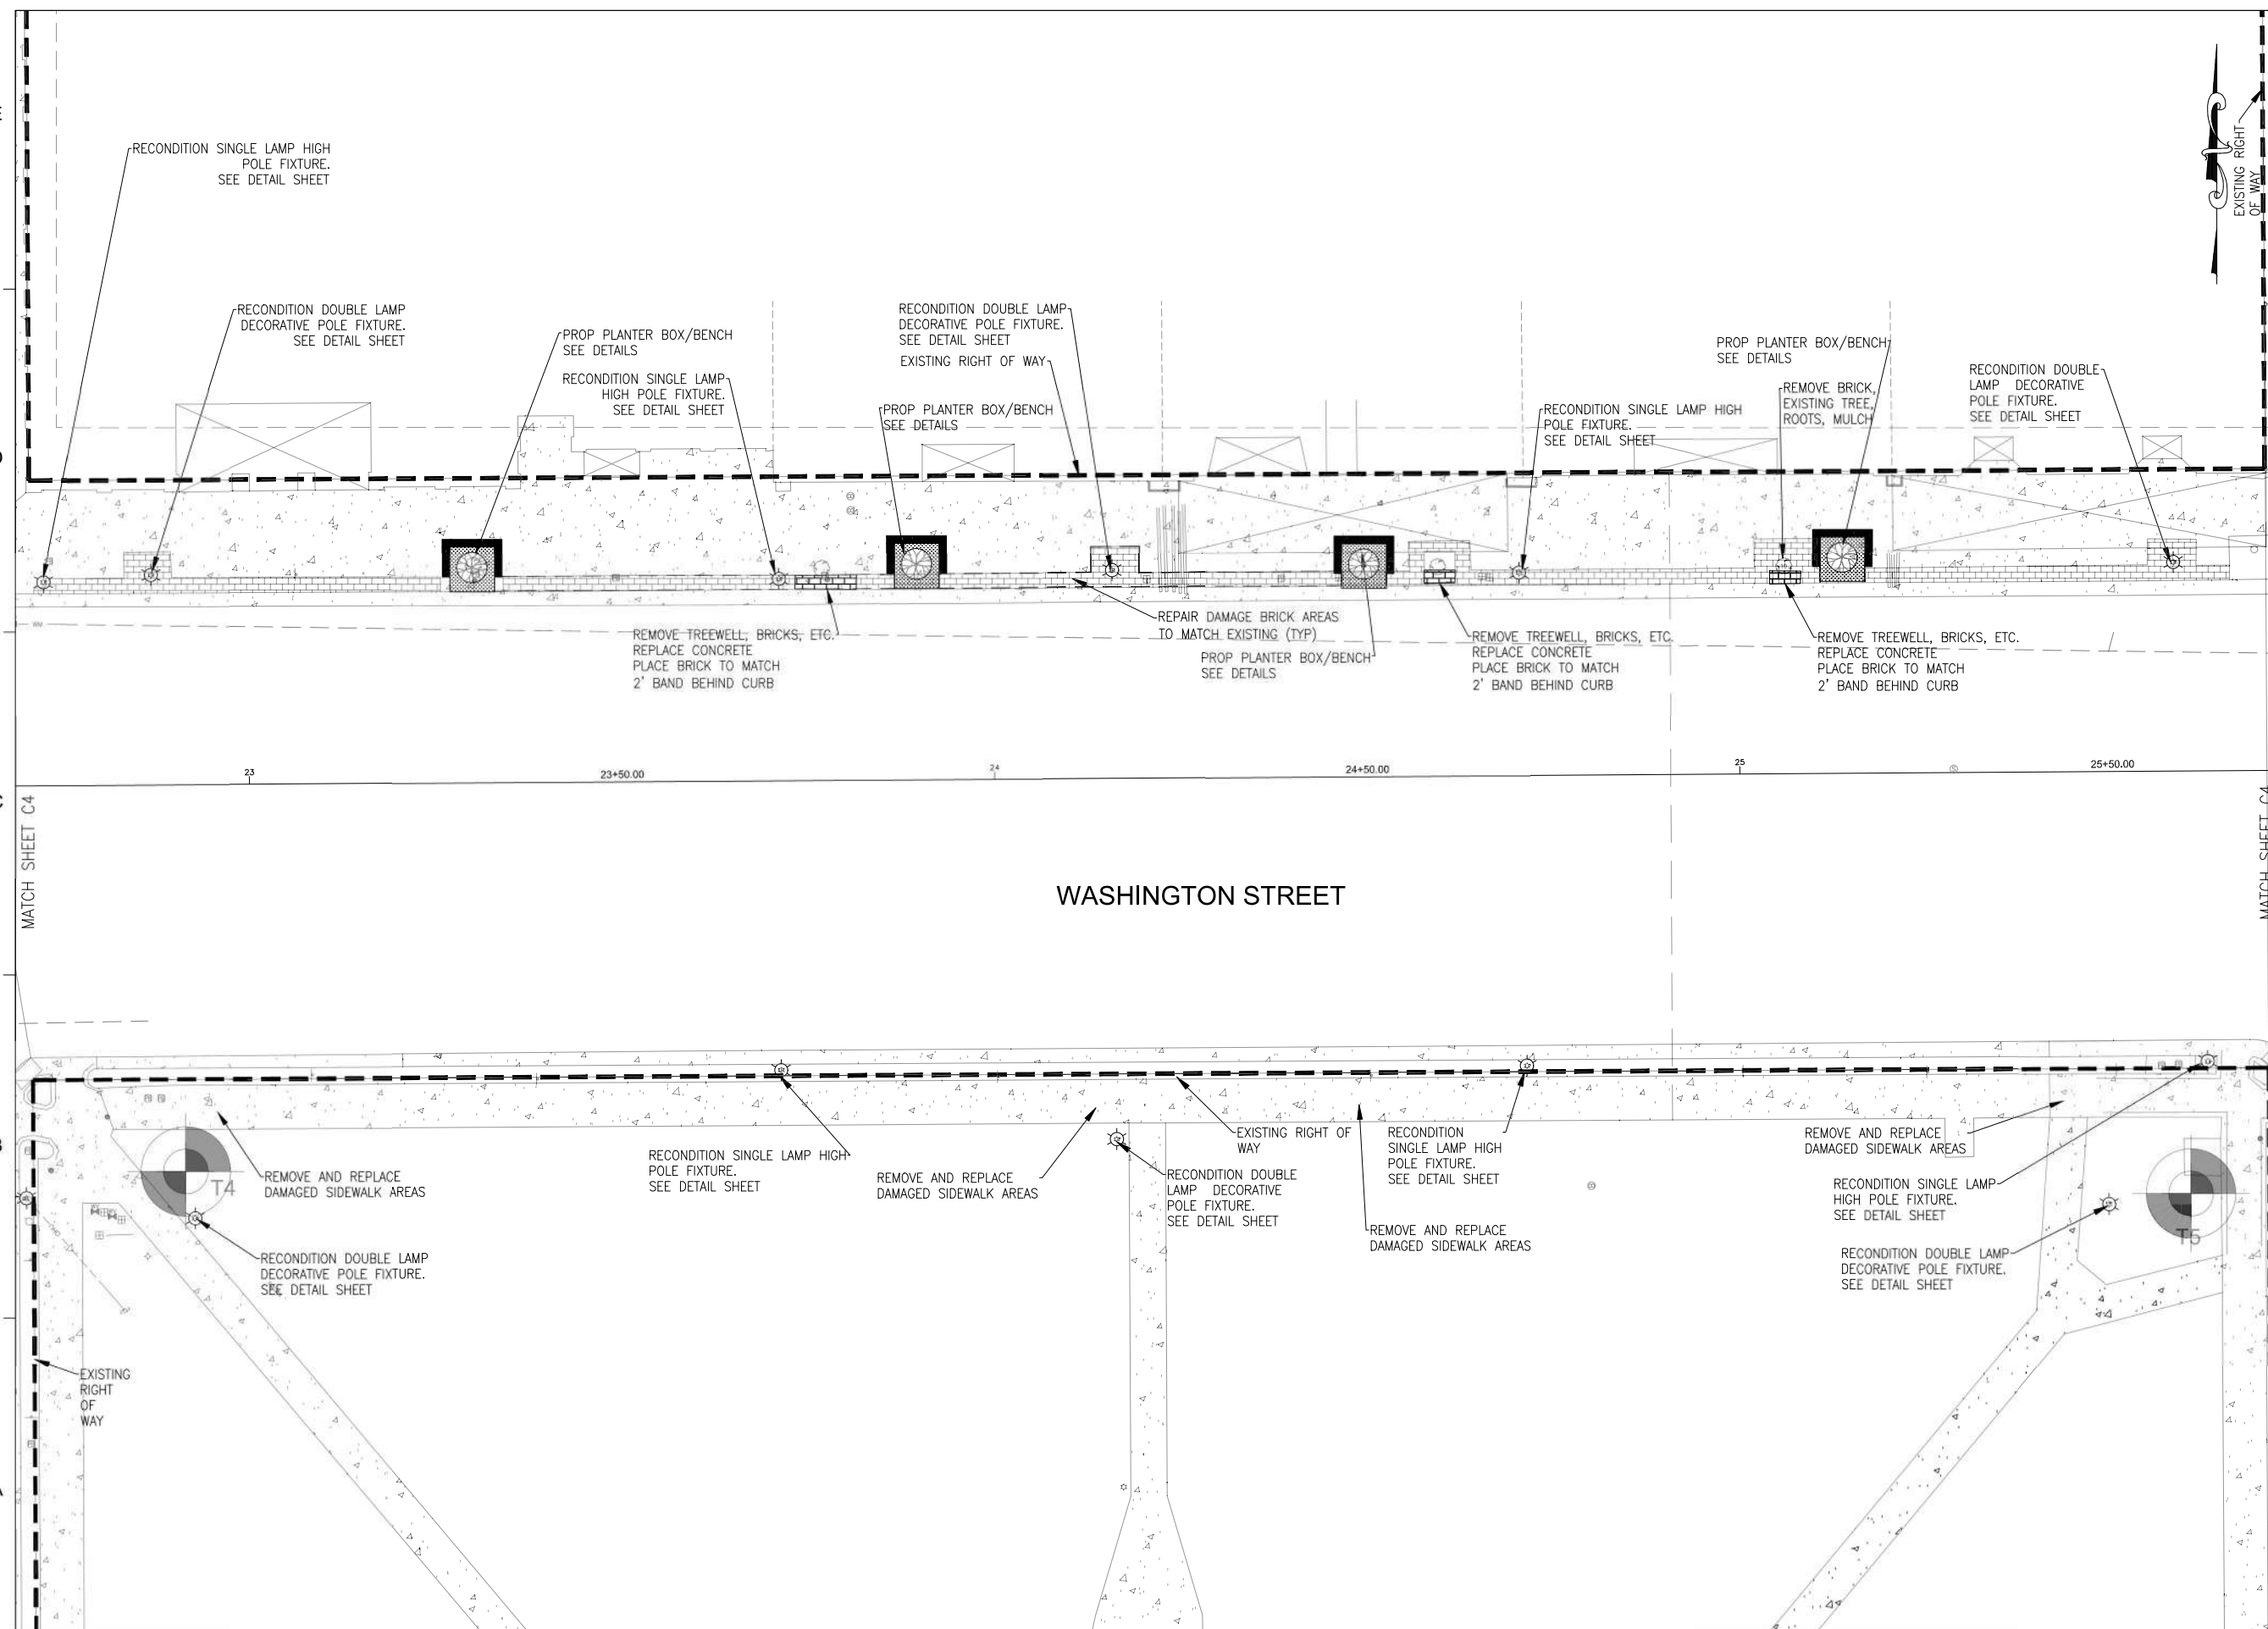 EXISTING RIGHT
OF WAY
RECONDITION SINGLE LAMP HIGH
POLE FIXTURE.
SEE DETAIL SHEET
RECONDITION DOUBLE LAMP
DECORATIVE POLE FIXTURE.
SEE DETAIL SHEET
PROP PLANTER BOX/BENCH
SEE DETAILS
RECONDITION SINGLE LAMP
HIGH POLE FIXTURE.
SEE DETAIL SHEET
RECONDITION DOUBLE LAMP
DECORATIVE POLE FIXTURE.
SEE DETAIL SHEET
EXISTING RIGHT OF WAY
PROP PLANTER BOX/BENCH
SEE DETAILS
RECONDITION SINGLE LAMP HIGH
POLE FIXTURE.
SEE DETAIL SHEET
PROP PLANTER BOX/BENCH
SEE DETAILS
REMOVE BRICK,
EXISTING TREE,
ROOTS, MULCH
RECONDITION DOUBLE
LAMP DECORATIVE
POLE FIXTURE.
SEE DETAIL SHEET
REMOVE TREEWELL, BRICKS, ETC.
REPLACE CONCRETE
PLACE BRICK TO MATCH
2' BAND BEHIND CURB
REPAIR DAMAGE BRICK AREAS
TO MATCH EXISTING (TYP)
PROP PLANTER BOX/BENCH
SEE DETAILS
REMOVE TREEWELL, BRICKS, ETC.
REPLACE CONCRETE
PLACE BRICK TO MATCH
2' BAND BEHIND CURB
REMOVE TREEWELL, BRICKS, ETC.
REPLACE CONCRETE
PLACE BRICK TO MATCH
2' BAND BEHIND CURB
23
23+50.00
24
24+50.00
25
25+50.00
MATCH SHEET C4
MATCH SHEET C4
WASHINGTON STREET
T4
REMOVE AND REPLACE
DAMAGED SIDEWALK AREAS
RECONDITION DOUBLE LAMP
DECORATIVE POLE FIXTURE.
SEE DETAIL SHEET
EXISTING
RIGHT
OF
WAY
RECONDITION SINGLE LAMP HIGH
POLE FIXTURE.
SEE DETAIL SHEET
REMOVE AND REPLACE
DAMAGED SIDEWALK AREAS
EXISTING RIGHT OF
WAY
RECONDITION DOUBLE
LAMP DECORATIVE
POLE FIXTURE.
SEE DETAIL SHEET
RECONDITION
SINGLE LAMP HIGH
POLE FIXTURE.
SEE DETAIL SHEET
REMOVE AND REPLACE
DAMAGED SIDEWALK AREAS
REMOVE AND REPLACE
DAMAGED SIDEWALK AREAS
RECONDITION SINGLE LAMP
HIGH POLE FIXTURE.
SEE DETAIL SHEET
RECONDITION DOUBLE LAMP
DECORATIVE POLE FIXTURE.
SEE DETAIL SHEET
T5